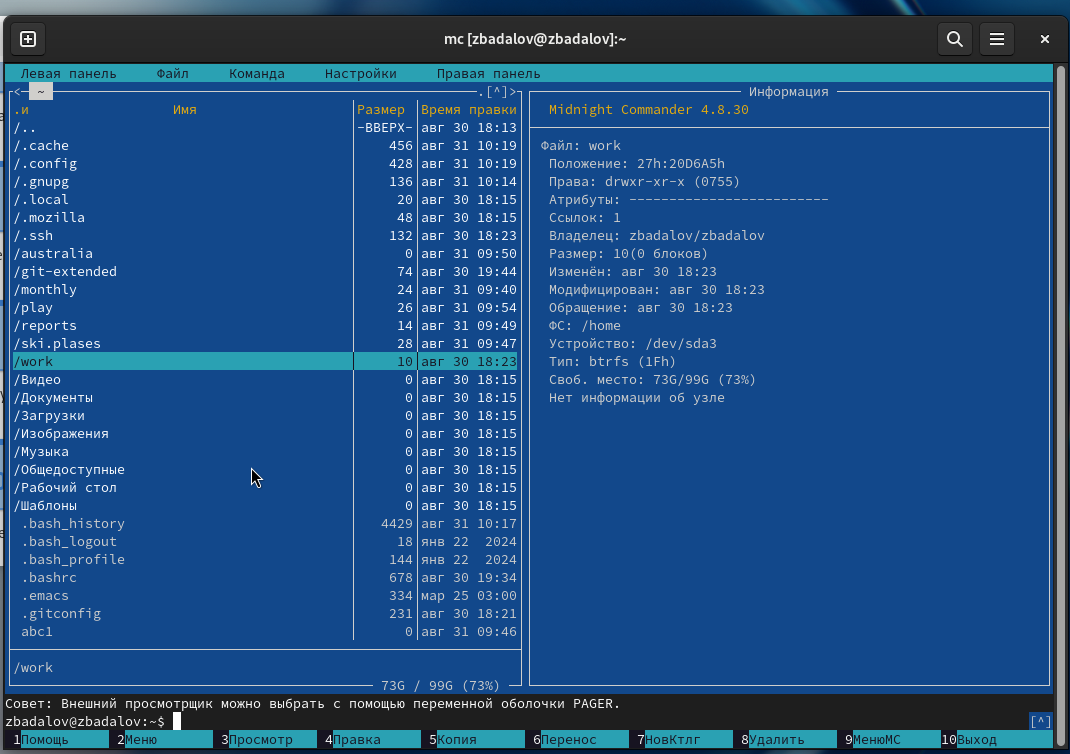 mc [zbadalov@zbadalov]:~
Левая панель Файл Команда Настройки Правая панель
<- ~ .[^]>
.и Имя Размер Время правки
/.. -ВВЕРХ- авг 30 18:13
/.cache 456 авг 31 10:19
/.config 428 авг 31 10:19
/.gnupg 136 авг 31 10:14
/.local 20 авг 30 18:15
/.mozilla 48 авг 30 18:15
/.ssh 132 авг 30 18:23
/australia 0 авг 31 09:50
/git-extended 74 авг 30 19:44
/monthly 24 авг 31 09:40
/play 26 авг 31 09:54
/reports 14 авг 31 09:49
/ski.plases 28 авг 31 09:47
/work 10 авг 30 18:23
/Видео 0 авг 30 18:15
/Документы 0 авг 30 18:15
/Загрузки 0 авг 30 18:15
/Изображения 0 авг 30 18:15
/Музыка 0 авг 30 18:15
/Общедоступные 0 авг 30 18:15
/Рабочий стол 0 авг 30 18:15
/Шаблоны 0 авг 30 18:15
.bash_history 4429 авг 31 10:17
.bash_logout 18 янв 22 2024
.bash_profile 144 янв 22 2024
.bashrc 678 авг 30 19:34
.emacs 334 мар 25 03:00
.gitconfig 231 авг 30 18:21
abc1 0 авг 31 09:46
/work
73G / 99G (73%)
Информация
Midnight Commander 4.8.30
Файл: work
Положение: 27h:20D6A5h
Права: drwxr-xr-x (0755)
Атрибуты: -------------------------
Ссылок: 1
Владелец: zbadalov/zbadalov
Размер: 10(0 блоков)
Изменён: авг 30 18:23
Модифицирован: авг 30 18:23
Обращение: авг 30 18:23
ФС: /home
Устройство: /dev/sda3
Тип: btrfs (1Fh)
Своб. место: 73G/99G (73%)
Нет информации об узле
Совет: Внешний просмотрщик можно выбрать с помощью переменной оболочки PAGER.
zbadalov@zbadalov:~$ [^]
1Помощь 2Меню 3Просмотр 4Правка 5Копия 6Перенос 7НовКтлг 8Удалить 9МенюMC 10Выход